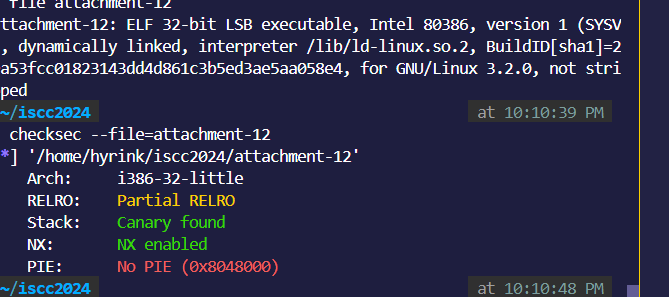 file attachment-12
ttachment-12: ELF 32-bit LSB executable, Intel 80386, version 1 (SYSV
, dynamically linked, interpreter /lib/ld-linux.so.2, BuildID[sha1]=2
a53fcc01823143dd4d861c3b5ed3ae5aa058e4, for GNU/Linux 3.2.0, not stri
ped
~/iscc2024 at 10:10:39 PM
checksec --file=attachment-12
*] '/home/hyrink/iscc2024/attachment-12'
Arch: i386-32-little
RELRO: Partial RELRO
Stack: Canary found
NX: NX enabled
PIE: No PIE (0x8048000)
~/iscc2024 at 10:10:48 PM